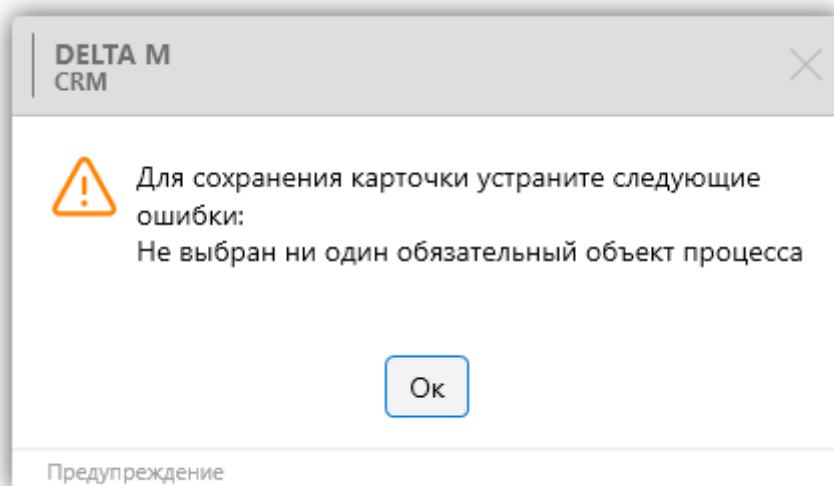 DELTA M
CRM
Для сохранения карточки устраните следующие
ошибки:
Не выбран ни один обязательный объект процесса
Ок
Предупреждение